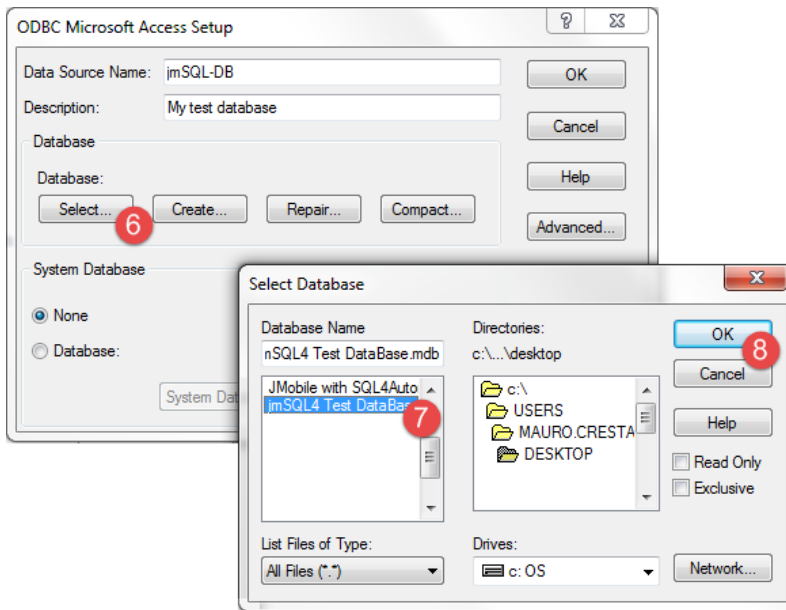 ODBC Microsoft Access Setup
Data Source Name: jmSQL-DB
OK
Description: My test database
Cancel
Database
Database:
Help
Select... Create... Repair... Compact...
6
Advanced...
System Database
None
Database:
System Dat
Select Database
Database Name
nSQL4 Test DataBase.mdb
Directories:
c:\...\desktop
OK
8
Cancel
JMobile with SQL4Auto
jmSQL4 Test DataBas
7
c:\
USERS
MAURO.CRESTA
DESKTOP
Help
Read Only
Exclusive
List Files of Type:
All Files (*.*)
Drives:
c: OS
Network...